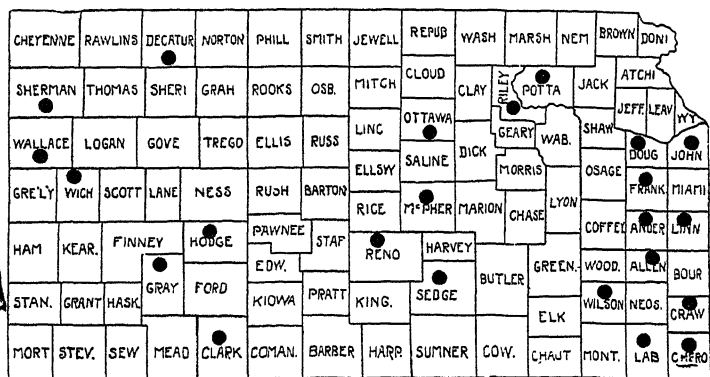 CHEYENNE RAWLINS DECATUR NORTON PHILL SMITH JEWELL REPUB WASH MARSH NEM BROWN DONI
SHERMAN THOMAS SHERI GRAH ROOKS OSB. MITCH CLOUD CLAY RILEY POTTA JACK ATCHI
JEFF. LEAV WY
WALLACE LOGAN GOVE TREGO ELLIS RUSS LINC OTTAWA DICK GEARY WAB. SHAW DOUG JOHN
SALINE MORRIS
GRE'LY WICH SCOTT LANE NESS RUSH BARTON ELLSW OSAGE FRANK MIAMI
RICE McPHER MARION CHASE LYON
HAM KEAR. FINNEY HODGE PAWNEE STAF RENO HARVEY COFFEY ANDER LINN
EDW.
STAN. GRANT HASK. GRAY FORD KIOWA PRATT KING. SEDGE BUTLER GREEN. WOOD. ALLEN BOUR
WILSON NEOS. CRAW
ELK
MORT STEV. SEW MEAD CLARK COMAN. BARBER HARP. SUMNER COW. CHAUT MONT. LAB CHERO